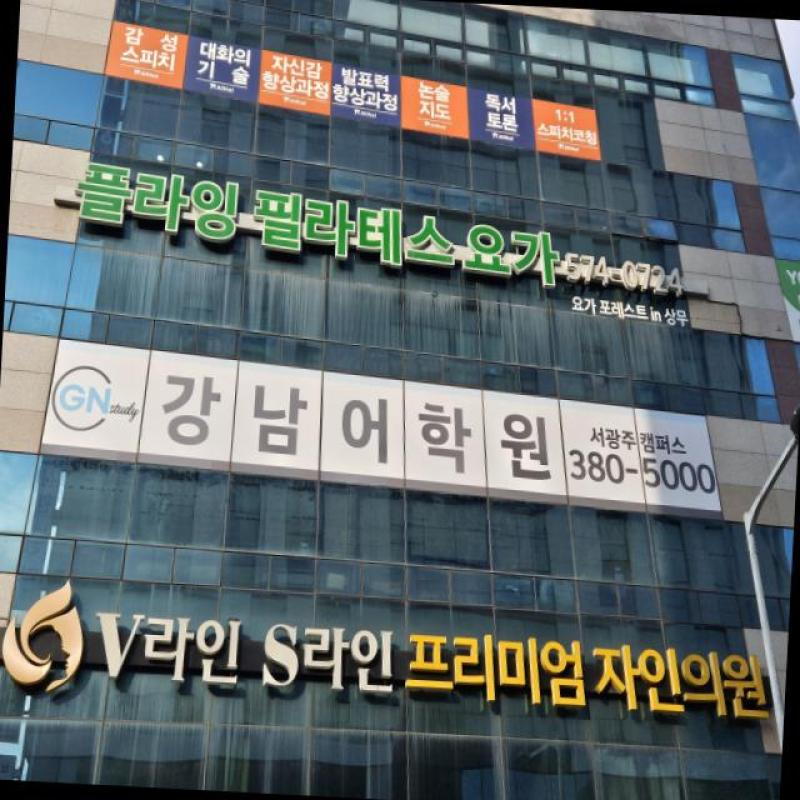 감성 스피치
대화의 기술
자신감 향상과정
발표력 향상과정
논술 지도
독서 토론
1:1 스피치코칭
플라잉 필라테스 요가 574-0724
요가 포레스트 in 상무
GN study 강남어학원 서광주 캠퍼스 380-5000
V라인 S라인 프리미엄 자인의원